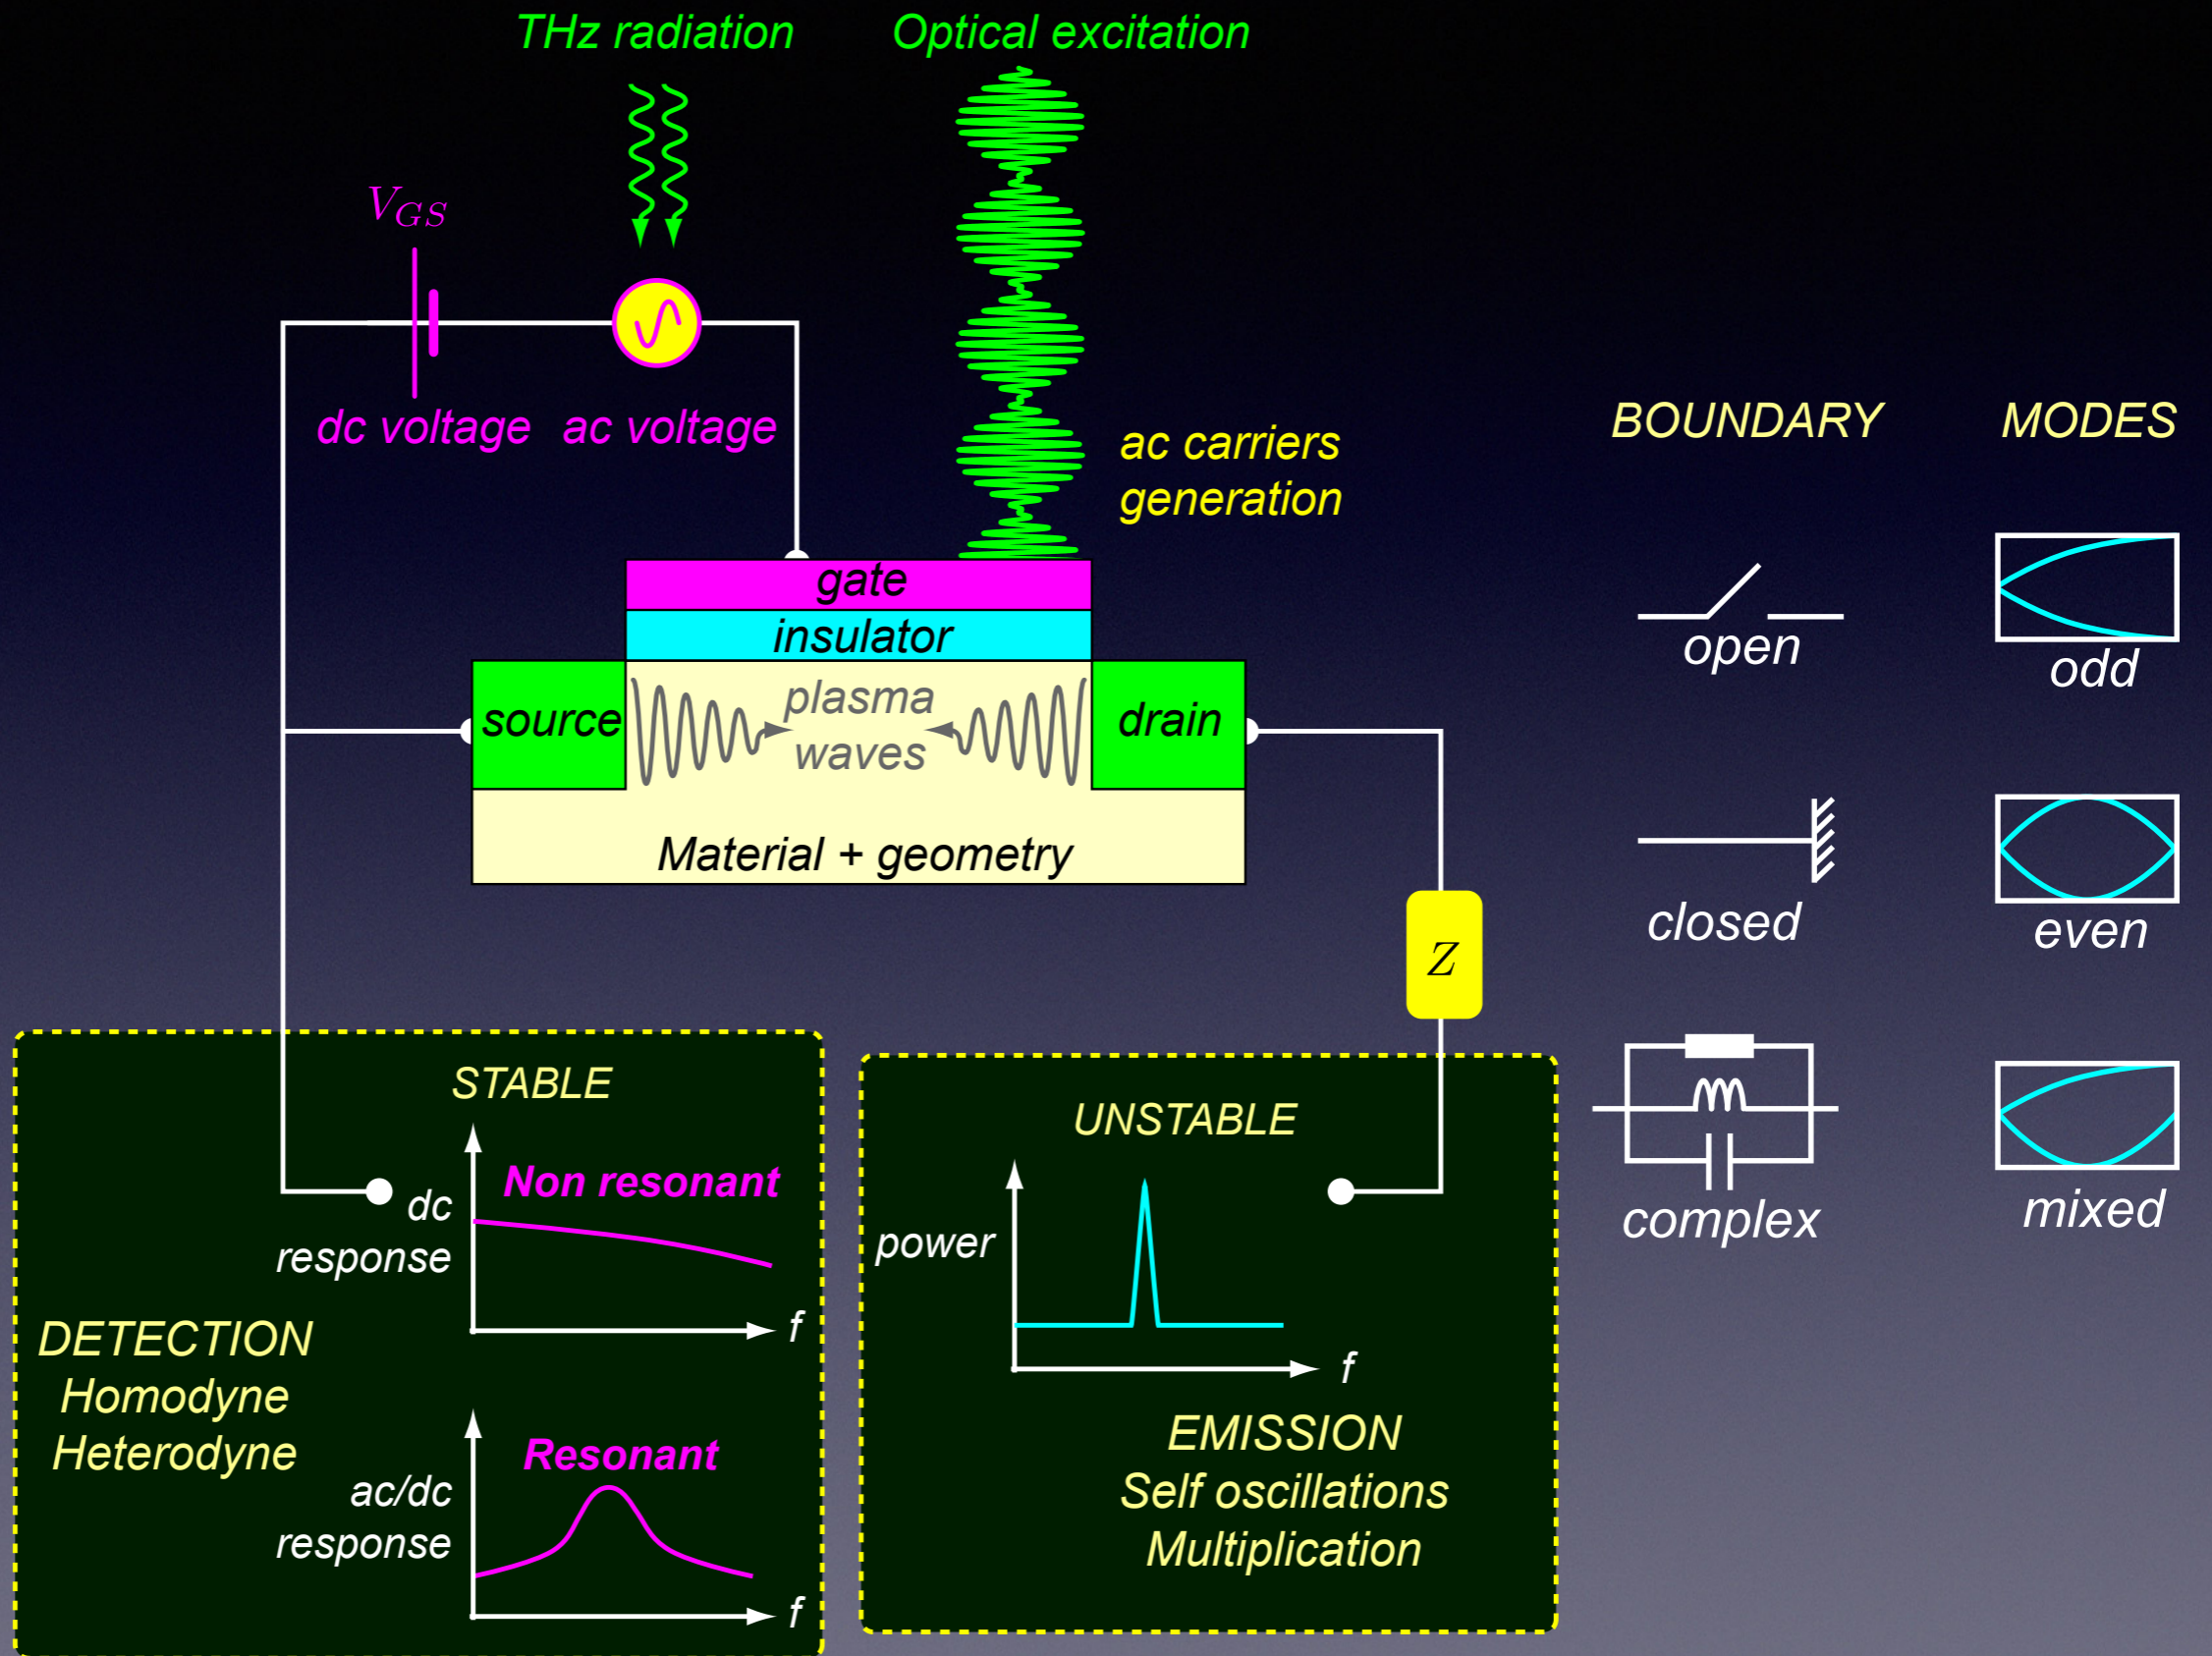 THz radiation
Optical excitation
V_{GS}
dc voltage
ac voltage
ac carriers
generation
gate
insulator
source
plasma
waves
drain
Material + geometry
Z
BOUNDARY
MODES
open
odd
closed
even
complex
mixed
STABLE
Non resonant
dc
response
f
DETECTION
Homodyne
Heterodyne
Resonant
ac/dc
response
f
UNSTABLE
power
f
EMISSION
Self oscillations
Multiplication